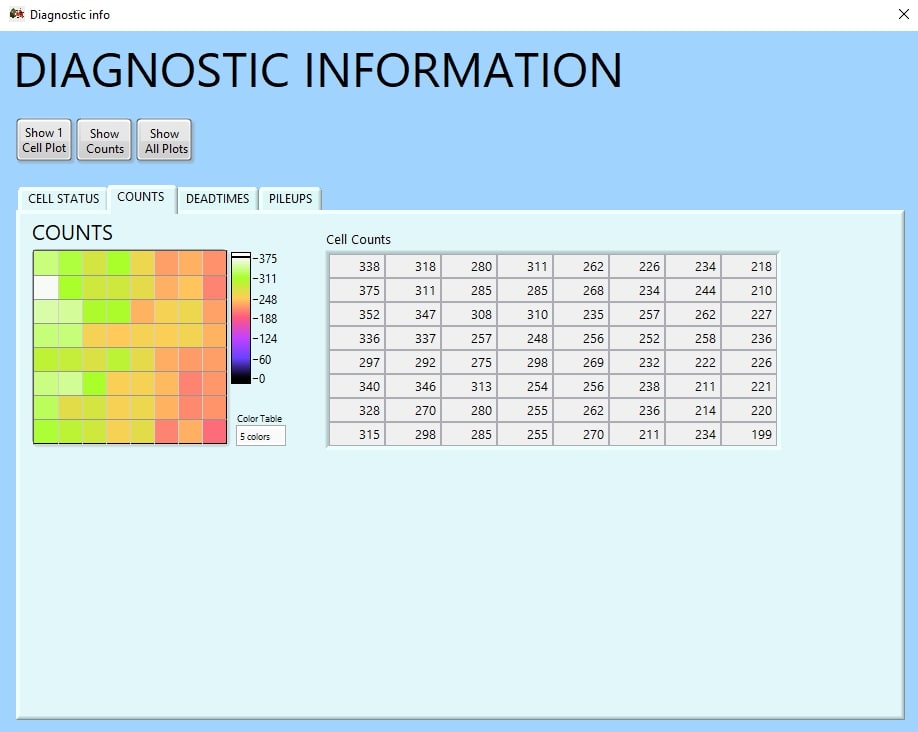 Diagnostic info
DIAGNOSTIC INFORMATION
Show 1 Cell Plot
Show Counts
Show All Plots
CELL STATUS COUNTS DEADTIMES PILEUPS
COUNTS
375
311
248
188
124
60
0
Color Table
5 colors
Cell Counts
338 318 280 311 262 226 234 218
375 311 285 285 268 234 244 210
352 347 308 310 235 257 262 227
336 337 257 248 256 252 258 236
297 292 275 298 269 232 222 226
340 346 313 254 256 238 211 221
328 270 280 255 262 236 214 220
315 298 285 255 270 211 234 199